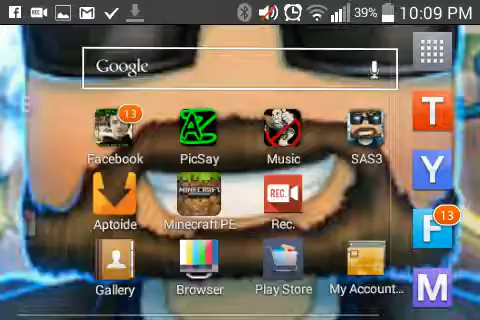 39% 10:09 PM
Google
13
Facebook PicSay Music SAS3
T
Y
MINECRAFT
REC.
Aptoide Minecraft PE Rec.
13
F
Gallery Browser Play Store My Account...
M